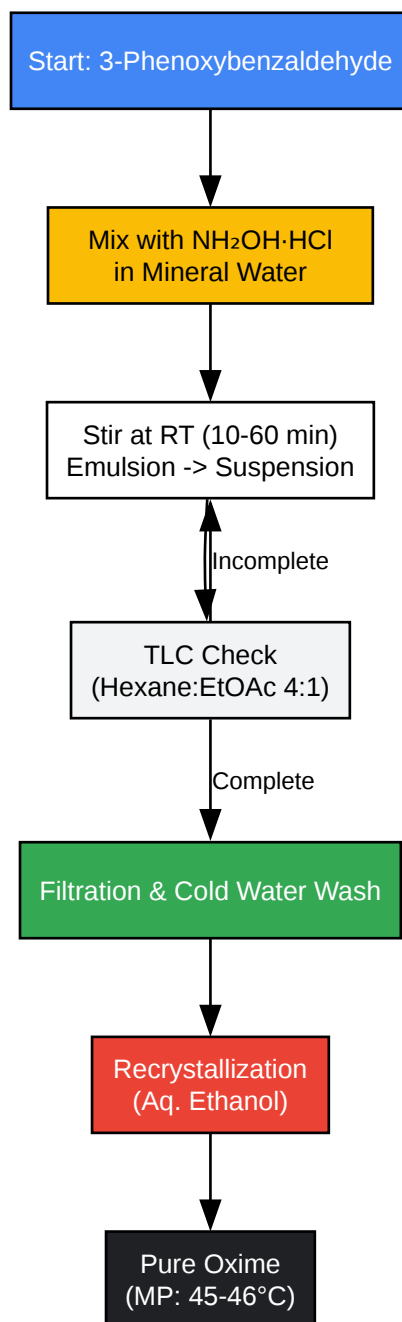 Start: 3-Phenoxybenzaldehyde
Mix with NH₂OH·HCl
in Mineral Water
Stir at RT (10-60 min)
Emulsion -> Suspension
Incomplete
TLC Check
(Hexane:EtOAc 4:1)
Complete
Filtration & Cold Water Wash
Recrystallization
(Aq. Ethanol)
Pure Oxime
(MP: 45-46°C)